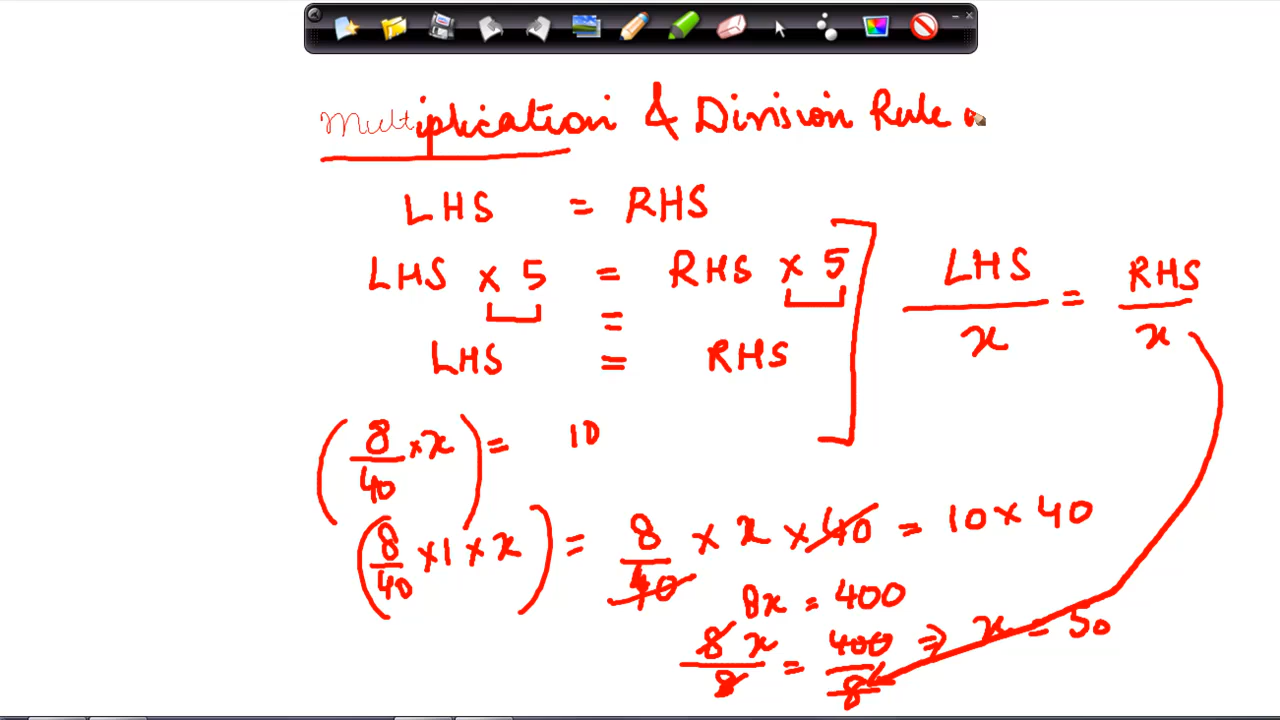 Multiplication & Division Rule
LHS = RHS
LHS × 5 = RHS × 5
=
LHS = RHS
LHS/x = RHS/x
(8/40 × x) = 10
(8/40 × 1 × x) = 8/40 × x × 40 = 10 × 40
8x = 400
8x/8 = 400/8 ⇒ x = 50